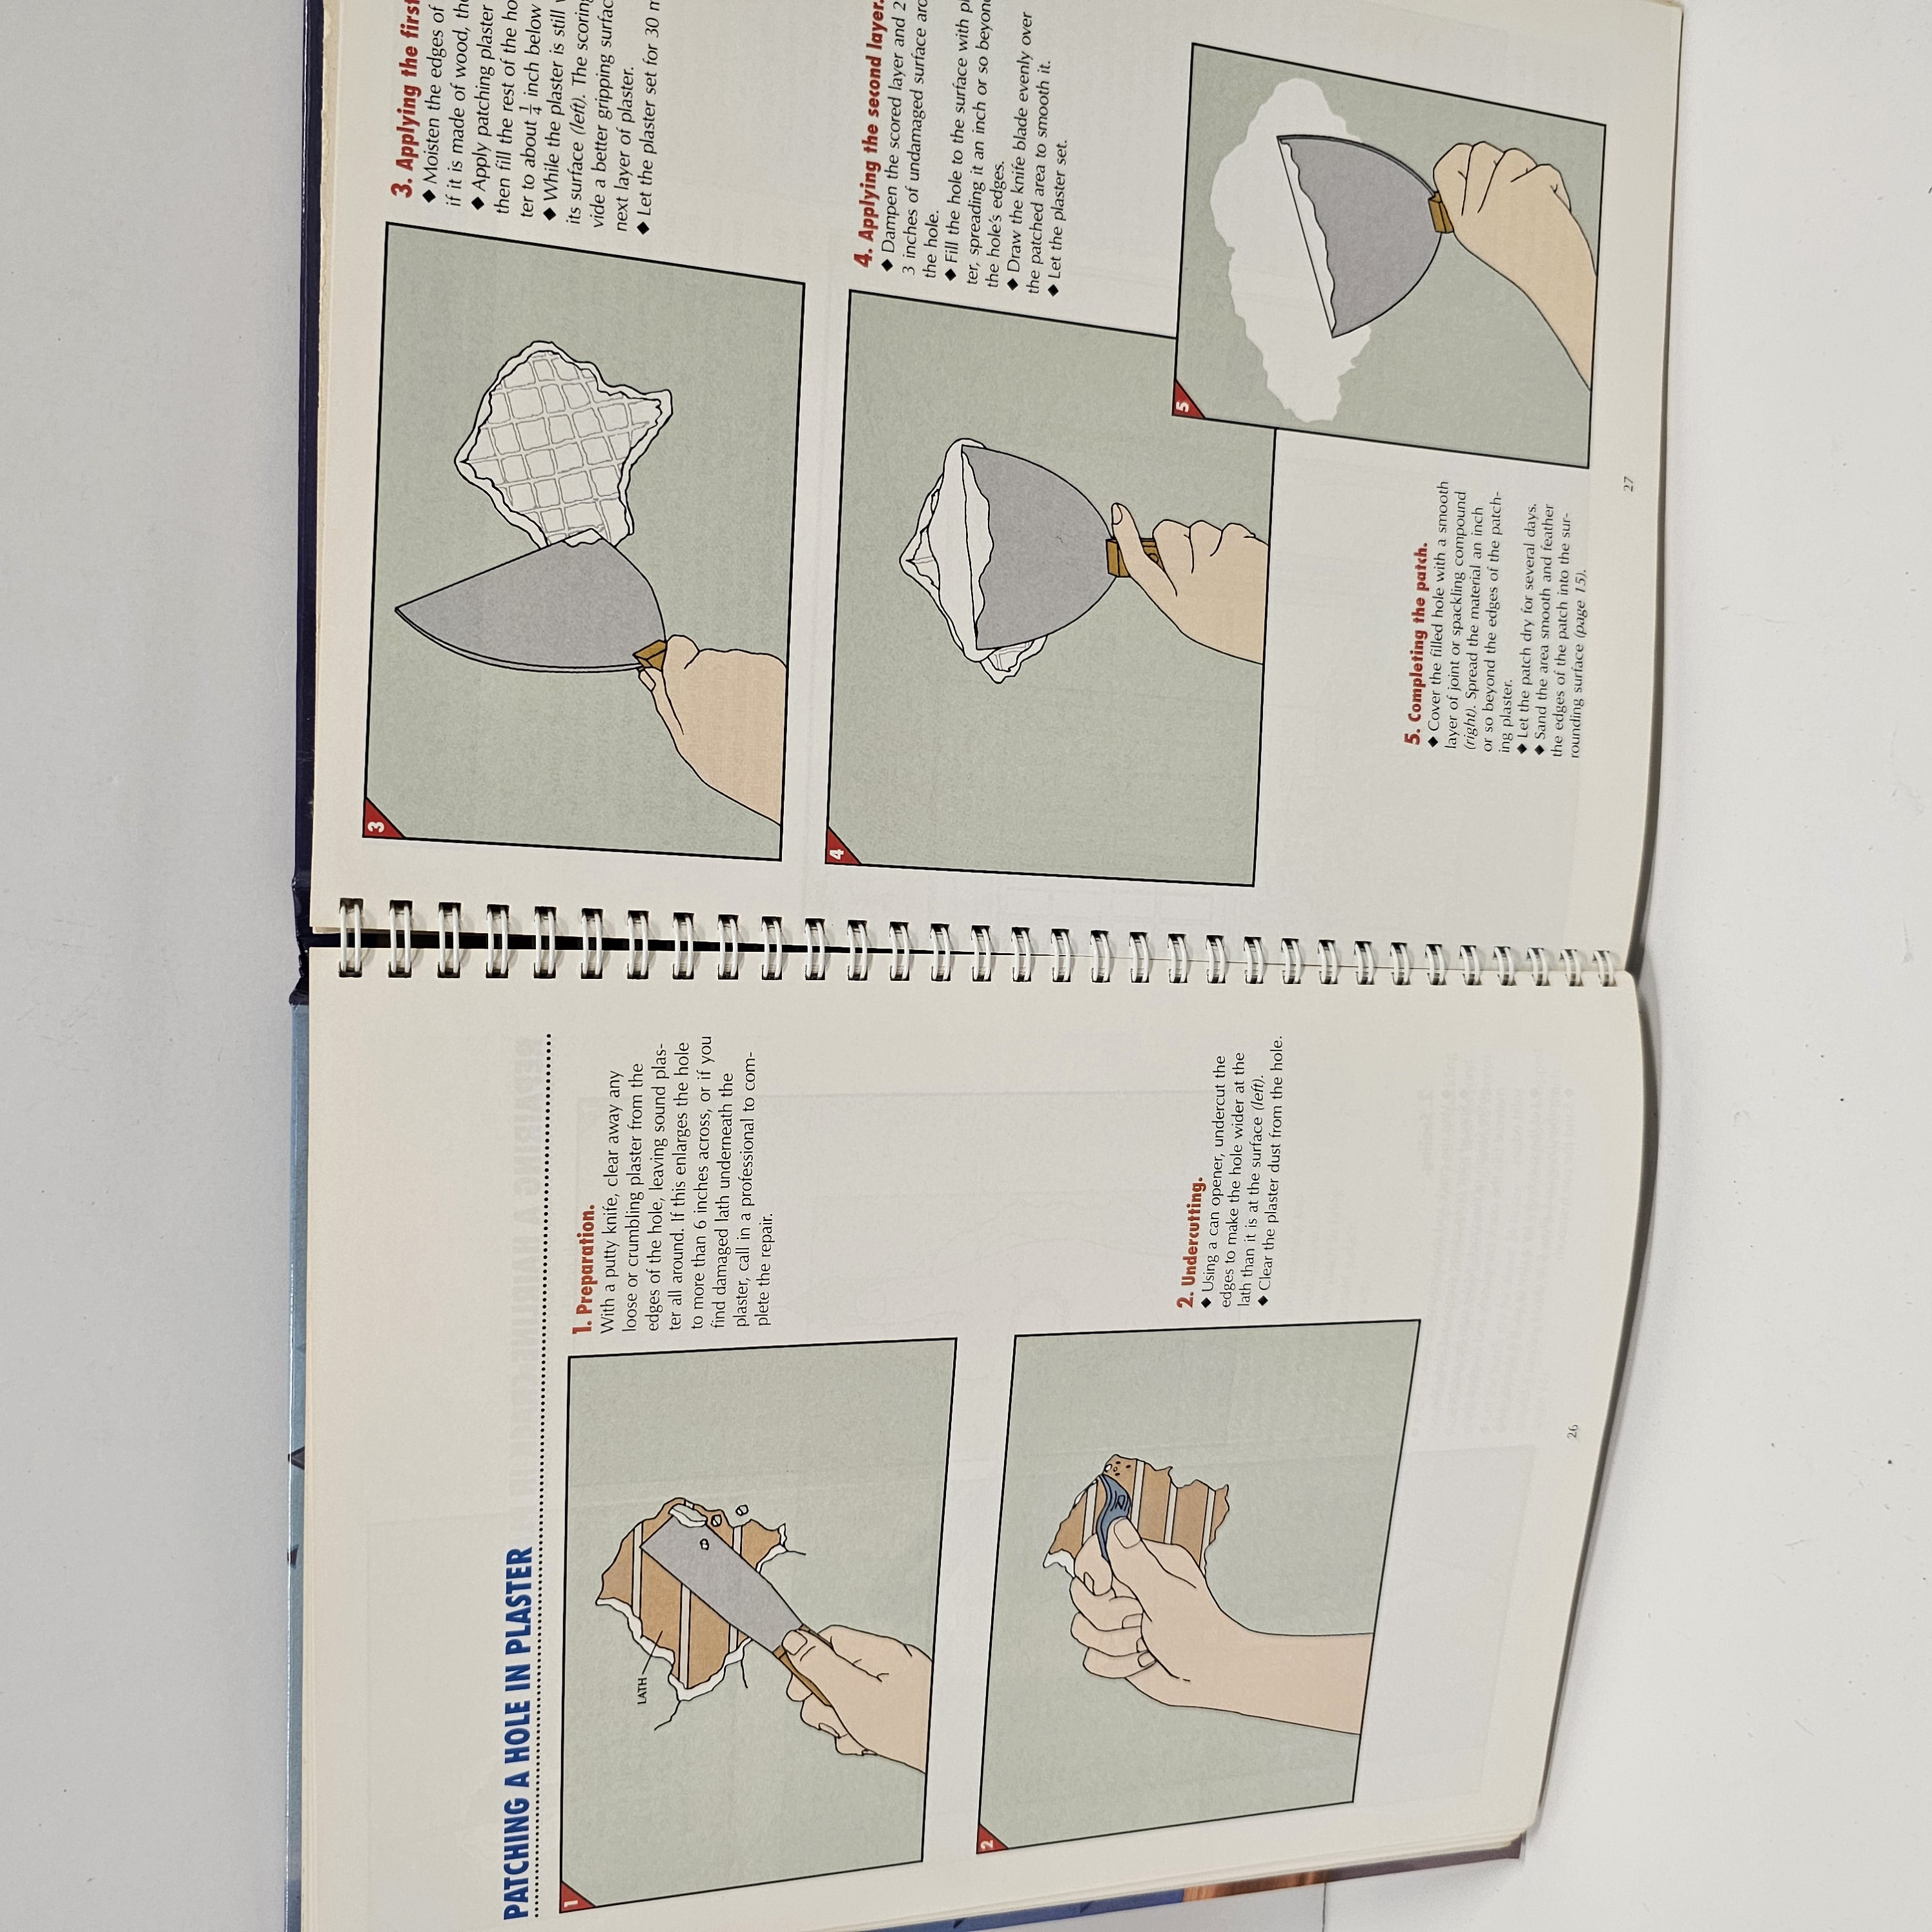 PATCHING A HOLE IN PLASTER
1
LATH
1. Preparation.
With a putty knife, clear away any
loose or crumbling plaster from the
edges of the hole, leaving sound plas-
ter all around. If this enlarges the hole
to more than 6 inches across, or if you
find damaged lath underneath the
plaster, call in a professional to com-
plete the repair.
2
2. Undercutting.
◆ Using a can opener, undercut the
edges to make the hole wider at the
lath than it is at the surface (left).
◆ Clear the plaster dust from the hole.
26
3
3. Applying the first
◆ Moisten the edges of
if it is made of wood,
◆ Apply patching plaster
then fill the rest of the
ter to about 1/4 inch below
◆ While the plaster is still
its surface (left). The
vide a better gripping
next layer of plaster.
◆ Let the plaster set for 30
4
4. Applying the second layer.
◆ Dampen the scored layer and 2
3 inches of undamaged surface
the hole.
◆ Fill the hole to the surface with
ter, spreading it an inch or so
the hole's edges.
◆ Draw the knife blade evenly over
the patched area to smooth it.
◆ Let the plaster set.
5
5. Completing the patch.
◆ Cover the filled hole with a smooth
layer of joint or spackling compound
(right). Spread the material an inch
or so beyond the edges of the patch-
ing plaster.
◆ Let the patch dry for several days.
◆ Sand the area smooth and feather
the edges of the patch into the sur-
rounding surface (page 15).
27